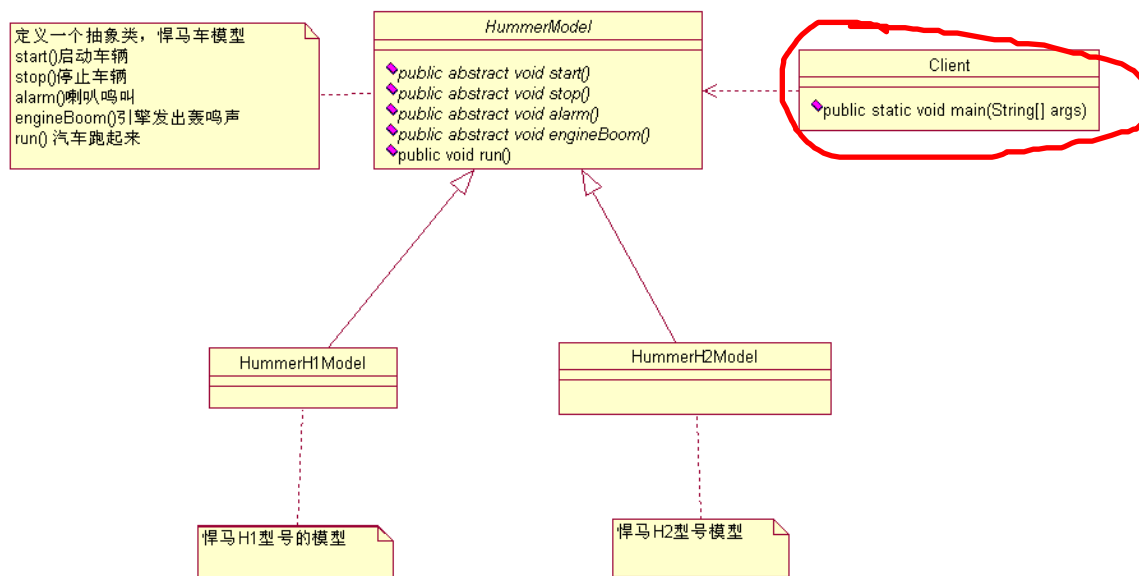 定义一个抽象类，悍马车模型
start()启动车辆
stop()停止车辆
alarm()喇叭鸣叫
engineBoom()引擎发出轰鸣声
run() 汽车跑起来
HummerModel
public abstract void start()
public abstract void stop()
public abstract void alarm()
public abstract void engineBoom()
public void run()
Client
public static void main(String[] args)
HummerH1Model
HummerH2Model
悍马H1型号的模型
悍马H2型号模型